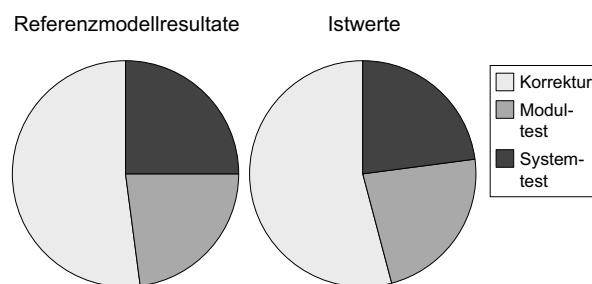 Referenzmodellresultate
Istwerte
Korrektur
Modul-
test
System-
test